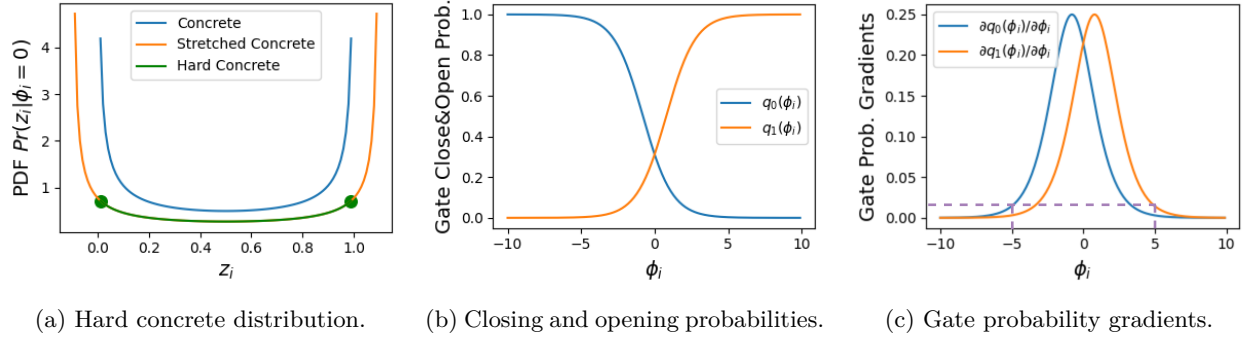 PDF Pr(z_i|ϕ_i = 0)
4
3
2
1
Concrete
Stretched Concrete
Hard Concrete
0.0 0.2 0.4 0.6 0.8 1.0
z_i
(a) Hard concrete distribution.
Gate Close&Open Prob.
1.0
0.8
0.6
0.4
0.2
0.0
q_0(ϕ_i)
q_1(ϕ_i)
−10 −5 0 5 10
ϕ_i
(b) Closing and opening probabilities.
Gate Prob. Gradients
0.25
0.20
0.15
0.10
0.05
0.00
∂q_0(ϕ_i)/∂ϕ_i
∂q_1(ϕ_i)/∂ϕ_i
−10 −5 0 5 10
ϕ_i
(c) Gate probability gradients.